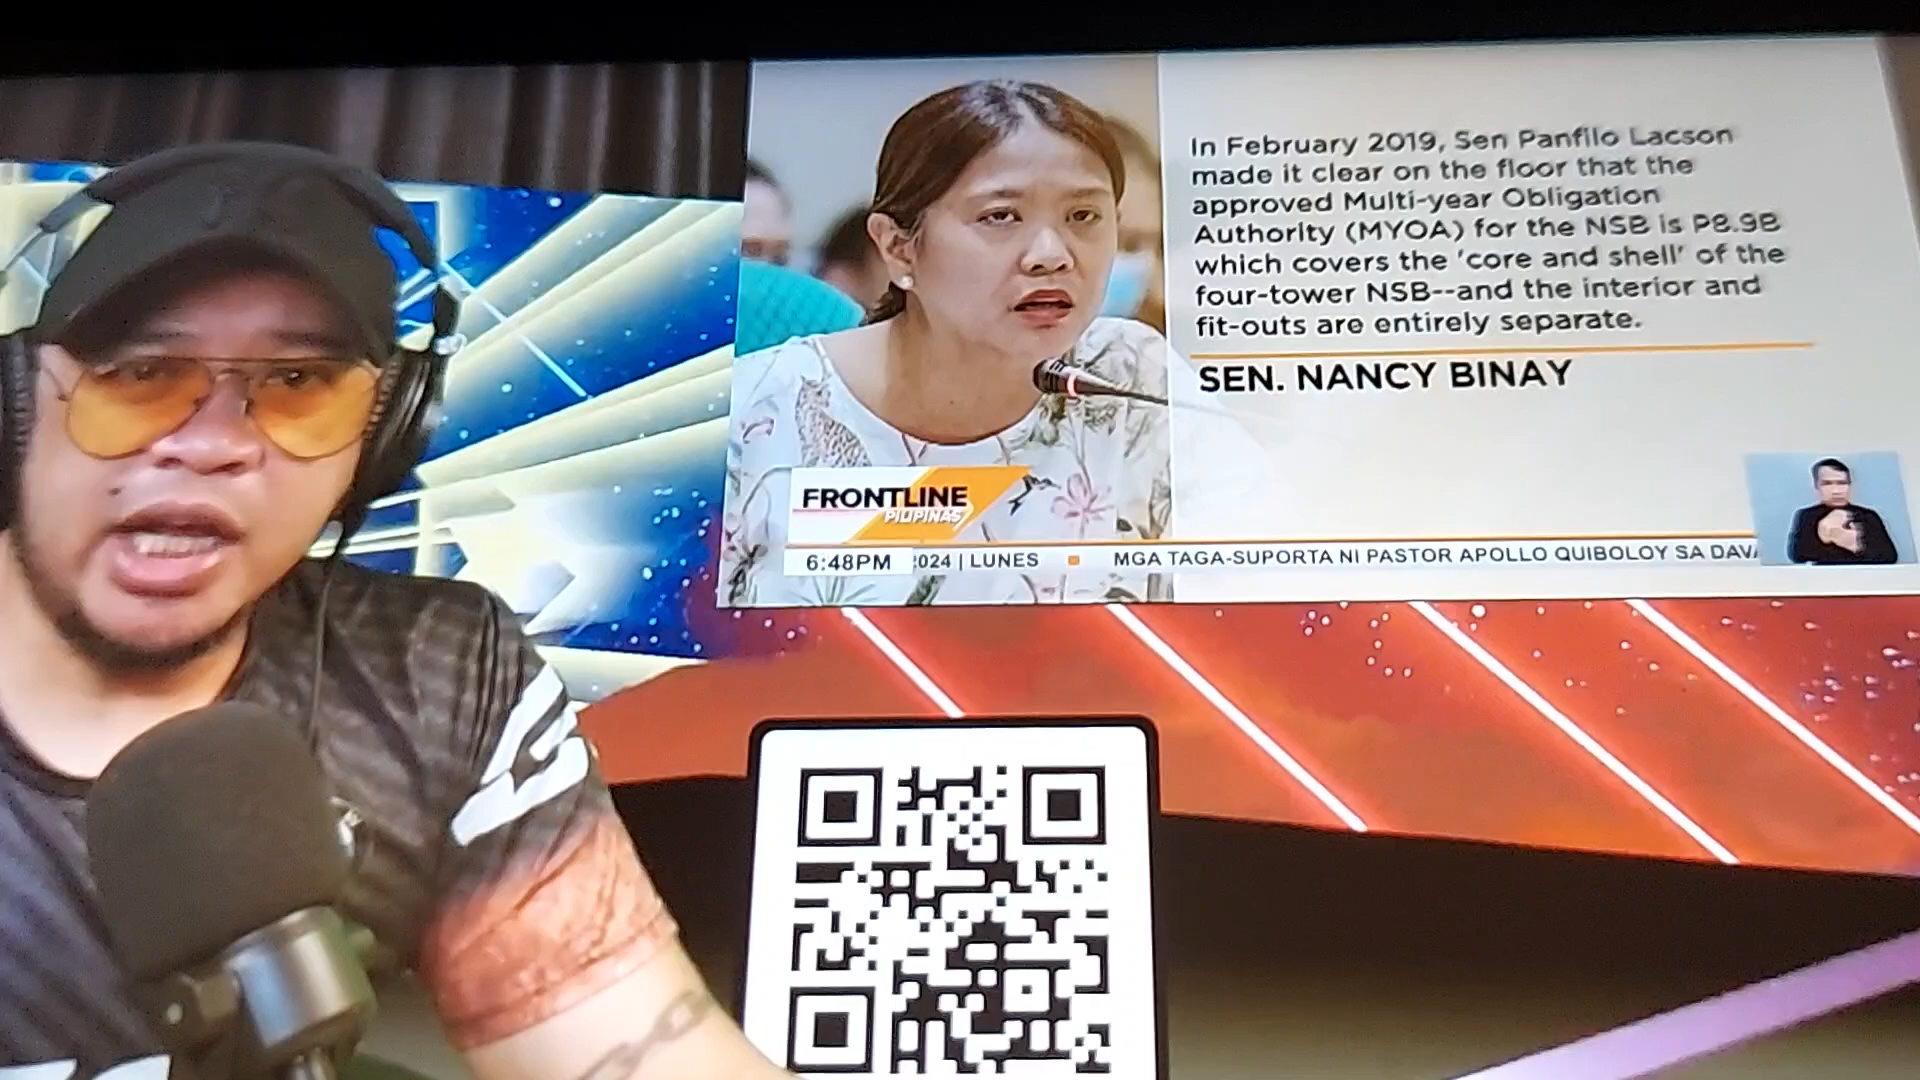 In February 2019, Sen Panfilo Lacson
made it clear on the floor that the
approved Multi-year Obligation
Authority (MYOA) for the NSB is P8.9B
which covers the 'core and shell' of the
four-tower NSB--and the interior and
fit-outs are entirely separate.
SEN. NANCY BINAY
FRONTLINE
PILIPINAS
6:48PM 024 | LUNES MGA TAGA-SUPORTA NI PASTOR APOLLO QUIBOLOY SA DAV